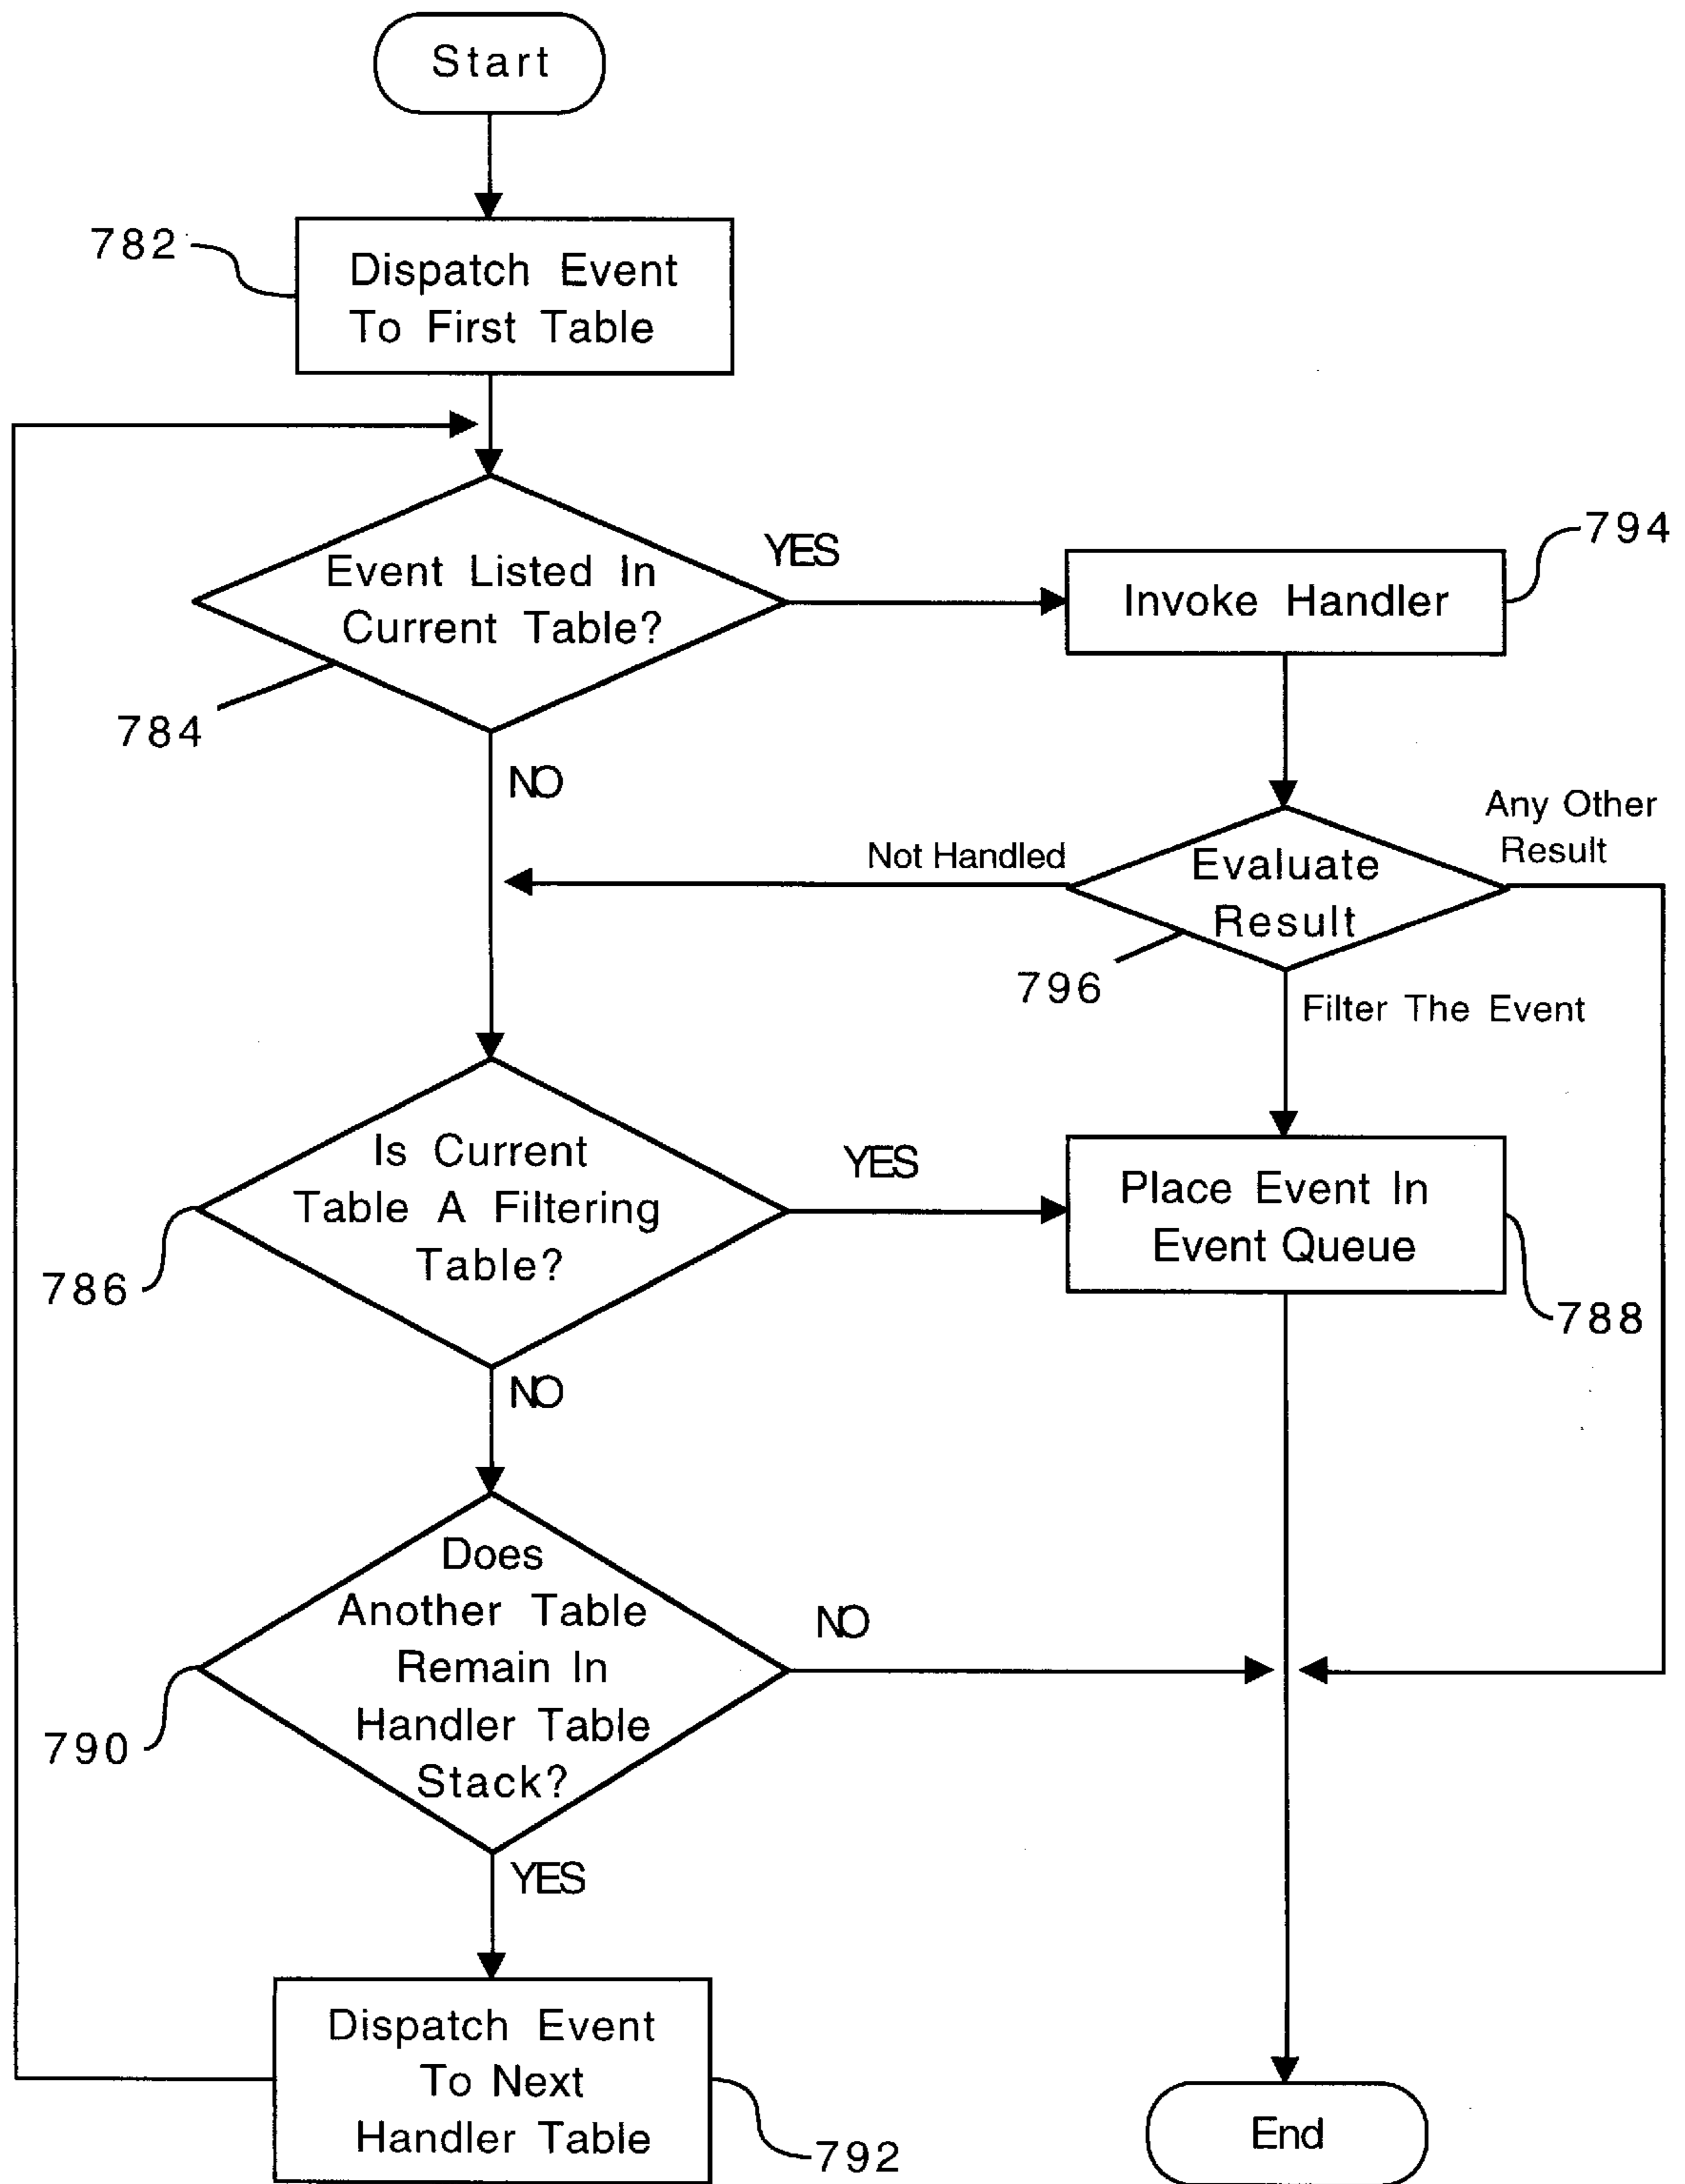 Start
782
Dispatch Event
To First Table
Event Listed In
Current Table?
784
YES
794
Invoke Handler
NO
Not Handled
Evaluate
Result
Any Other
Result
796
Filter The Event
Is Current
Table A Filtering
Table?
786
YES
Place Event In
Event Queue
788
NO
Does
Another Table
Remain In
Handler Table
Stack?
790
NO
YES
Dispatch Event
To Next
Handler Table
792
End